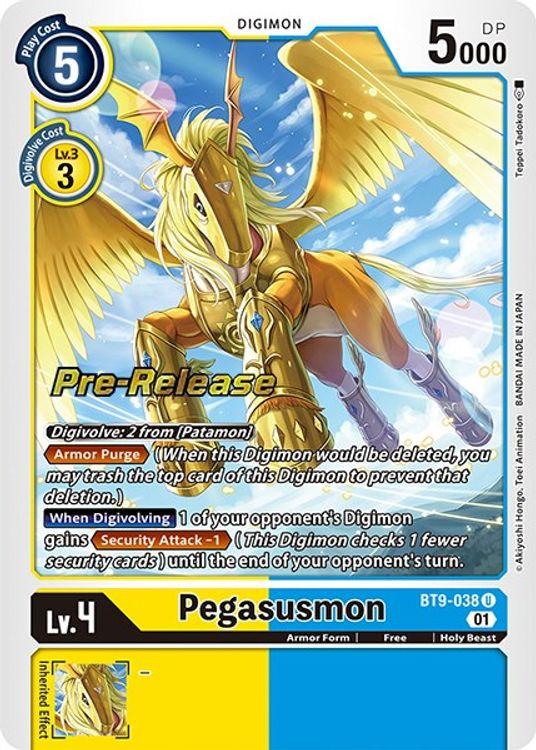 Play Cost
5
DIGIMON
DP
5000
Digivolve Cost
Lv.3
3
Teppei Tadokoro
Pre-Release
Digivolve: 2 from [Patamon]
Armor Purge (When this Digimon would be deleted, you
may trash the top card of this Digimon to prevent that
deletion.)
When Digivolving 1 of your opponent's Digimon
gains Security Attack -1 (This Digimon checks 1 fewer
security cards) until the end of your opponent's turn.
© Akiyoshi Hongo, Toei Animation BANDAI MADE IN JAPAN
Lv.4
Pegasusmon
BT9-038 U
01
Armor Form | Free | Holy Beast
Inherited Effect
-